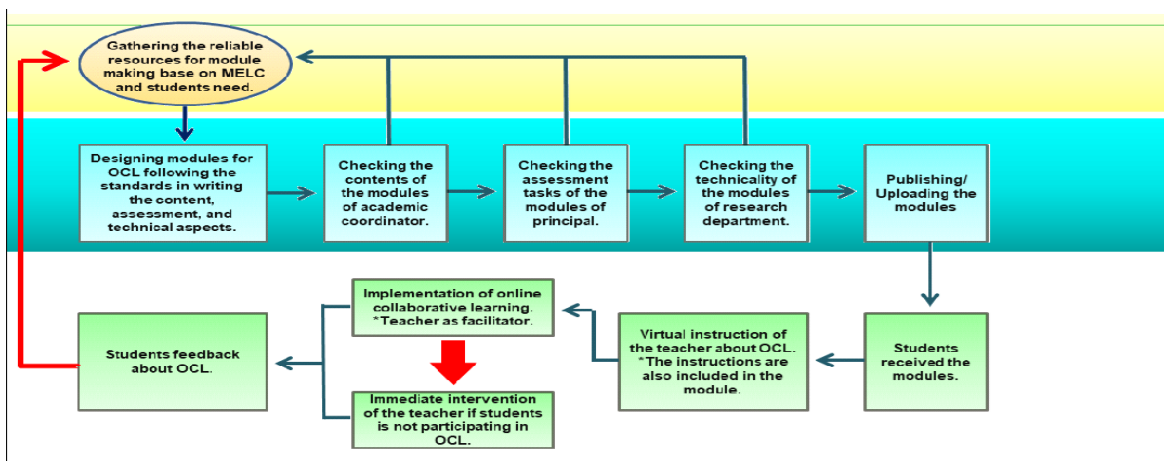 Gathering the reliable
resources for module
making base on MELC
and students need.
Designing modules for
OCL following the
standards in writing
the content,
assessment, and
technical aspects.
Checking the
contents of
the modules
of academic
coordinator.
Checking the
assessment
tasks of the
modules of
principal.
Checking the
technicality of
the modules
of research
department.
Publishing/
Uploading the
modules
Implementation of online
collaborative learning.
*Teacher as facilitator.
Students feedback
about OCL.
Virtual instruction of
the teacher about OCL.
*The instructions are
also included in the
module.
Students
received the
modules.
Immediate intervention
of the teacher if students
is not participating in
OCL.